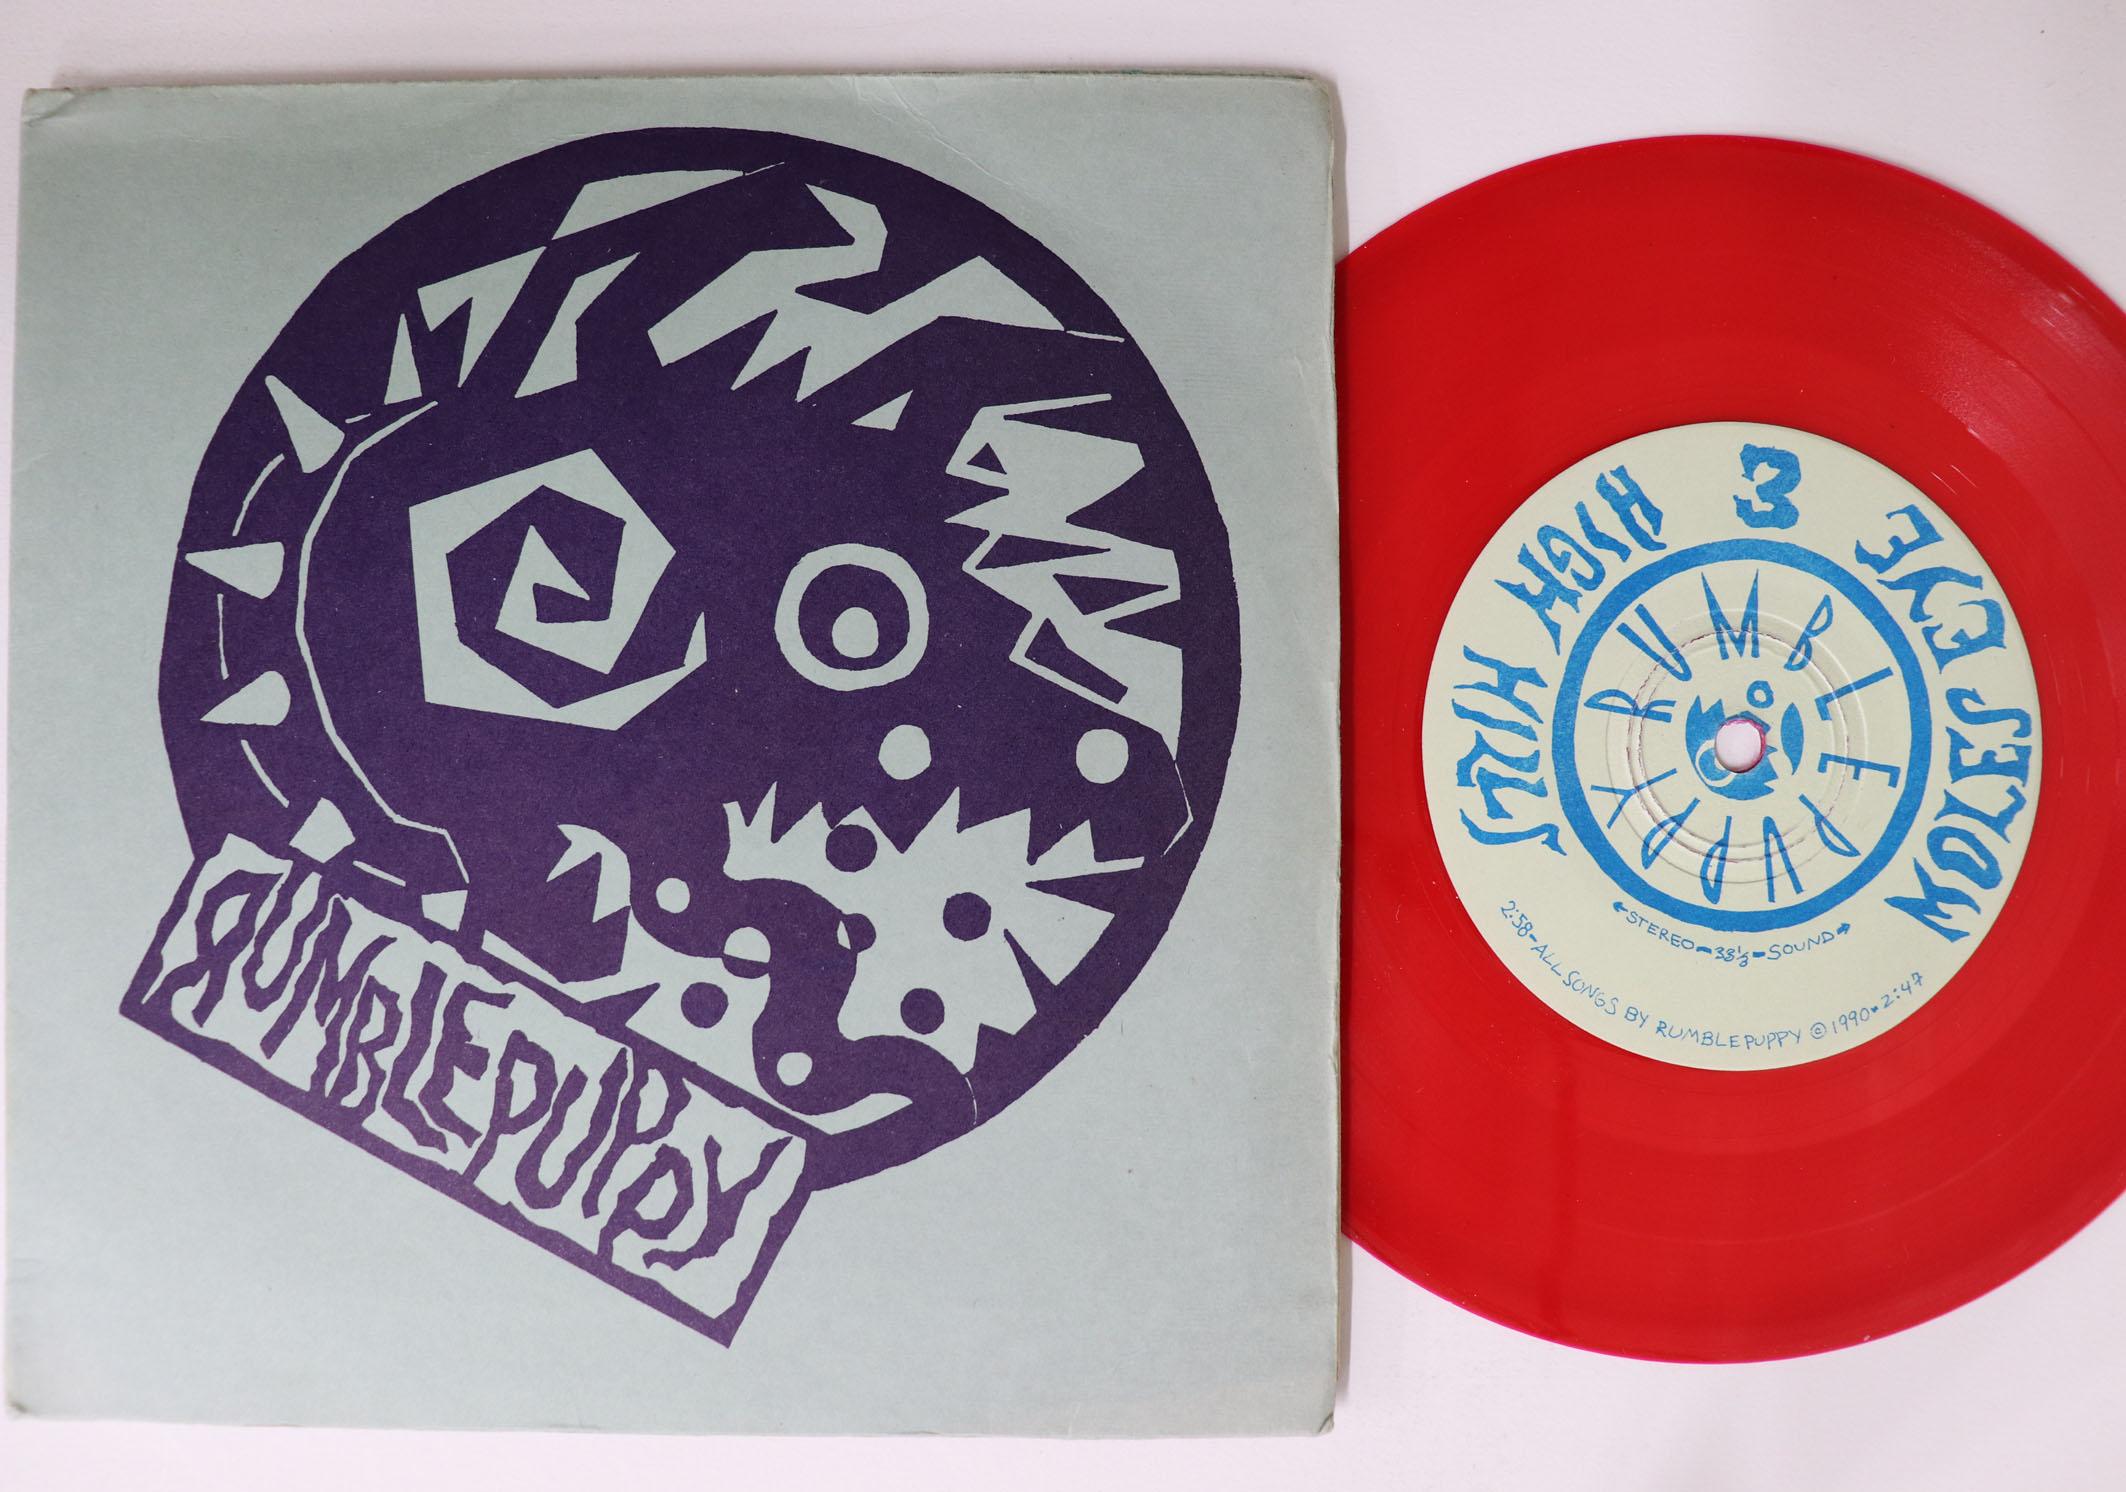 RUMBLEPUPPY
MOLES EYE 3 HIGH HILLS
RUMBLEPUPPY
←STEREO-33⅓-SOUND→
2:58-ALL SONGS BY RUMBLEPUPPY ©1990-2:47